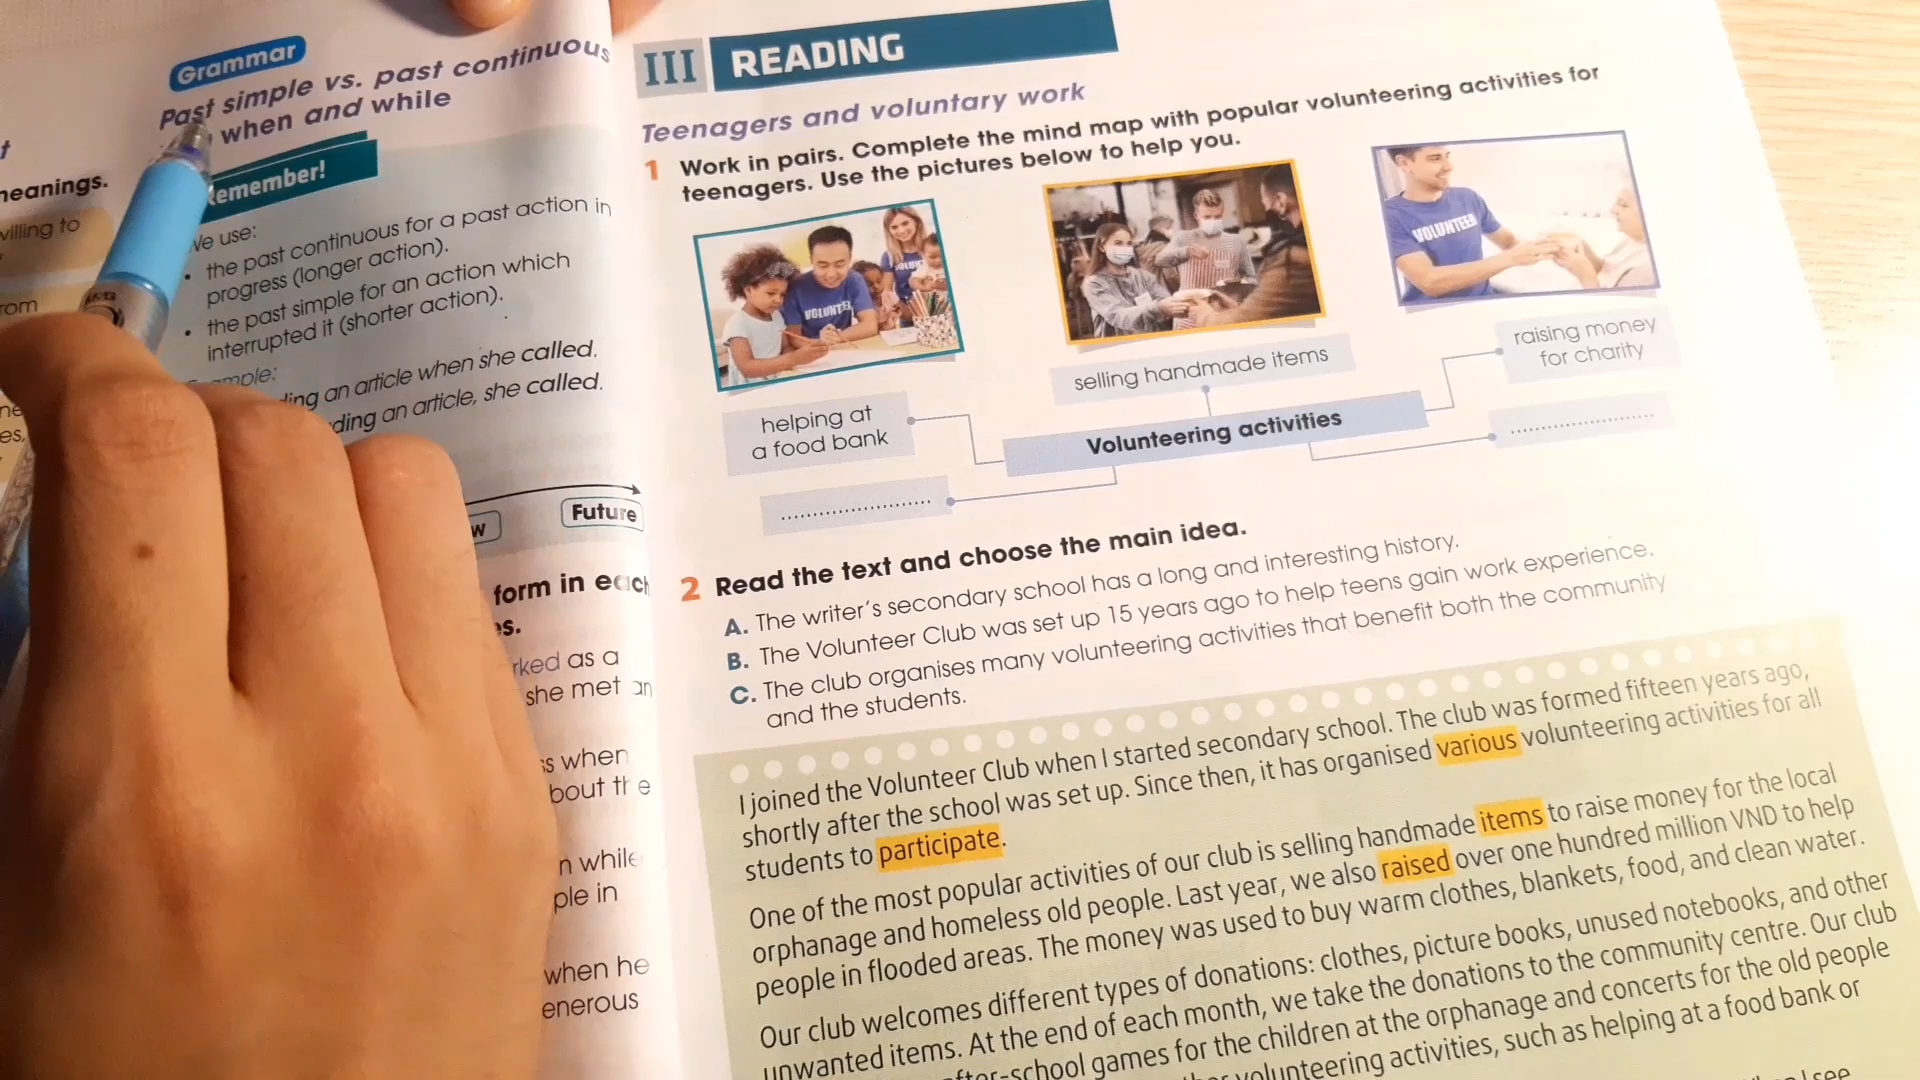 Grammar
Past simple vs. past continuous
when and while
Remember!
We use:
• the past continuous for a past action in
progress (longer action).
• the past simple for an action which
interrupted it (shorter action).
an article when she called.
an article, she called.
Future
form in each
as a
she met
when
while
in
when he
meanings.
to
III READING
Teenagers and voluntary work
1 Work in pairs. Complete the mind map with popular volunteering activities for
teenagers. Use the pictures below to help you.
VOLUNTEER
helping at
a food bank
selling handmade items
raising money
for charity
Volunteering activities
2 Read the text and choose the main idea.
A. The writer's secondary school has a long and interesting history.
B. The Volunteer Club was set up 15 years ago to help teens gain work experience.
C. The club organises many volunteering activities that benefit both the community
and the students.
I joined the Volunteer Club when I started secondary school. The club was formed fifteen years ago,
shortly after the school was set up. Since then, it has organised various volunteering activities for all
students to participate.
One of the most popular activities of our club is selling handmade items to raise money for the local
orphanage and homeless old people. Last year, we also raised over one hundred million VND to help
people in flooded areas. The money was used to buy warm clothes, blankets, food, and clean water.
Our club welcomes different types of donations: clothes, picture books, unused notebooks, and other
unwanted items. At the end of each month, we take the donations to the community centre. Our club
games for the children at the orphanage and concerts for the old people
volunteering activities, such as helping at a food bank or
I see